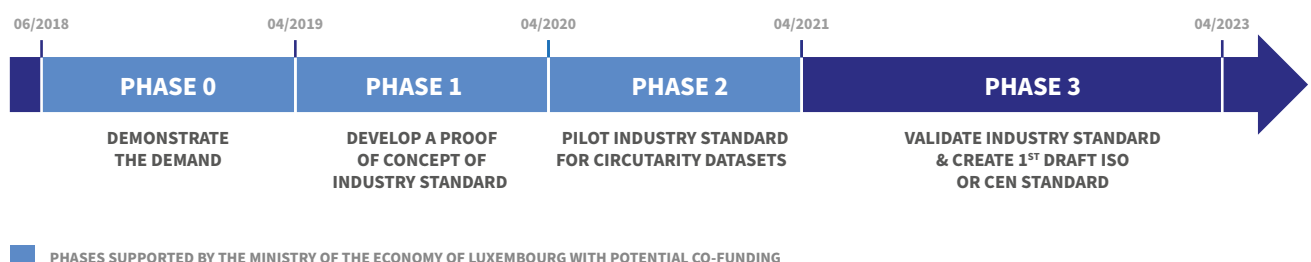 06/2018 04/2019 04/2020 04/2021 04/2023
PHASE 0 PHASE 1 PHASE 2 PHASE 3
DEMONSTRATE
THE DEMAND
DEVELOP A PROOF
OF CONCEPT OF
INDUSTRY STANDARD
PILOT INDUSTRY STANDARD
FOR CIRCUTARITY DATASETS
VALIDATE INDUSTRY STANDARD
& CREATE 1ST DRAFT ISO
OR CEN STANDARD
PHASES SUPPORTED BY THE MINISTRY OF THE ECONOMY OF LUXEMBOURG WITH POTENTIAL CO-FUNDING